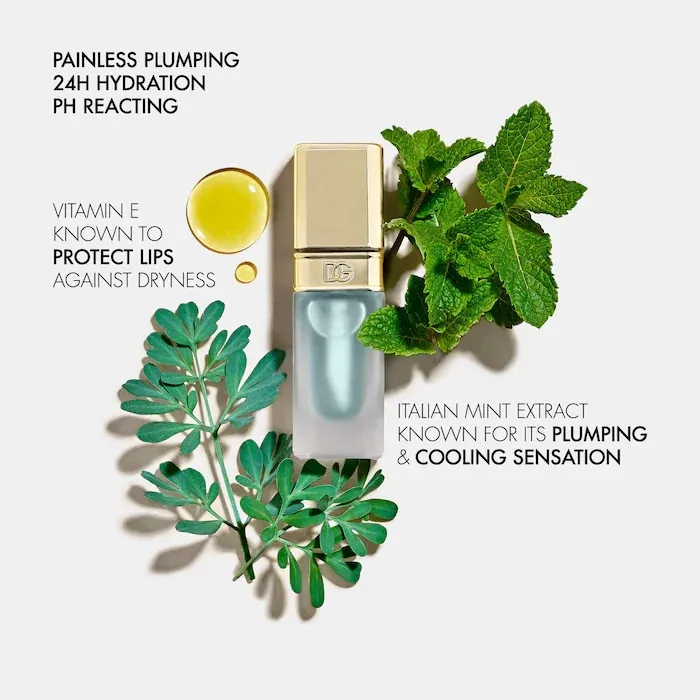 PAINLESS PLUMPING
24H HYDRATION
PH REACTING
VITAMIN E
KNOWN TO
PROTECT LIPS
AGAINST DRYNESS
DG
ITALIAN MINT EXTRACT
KNOWN FOR ITS PLUMPING
& COOLING SENSATION